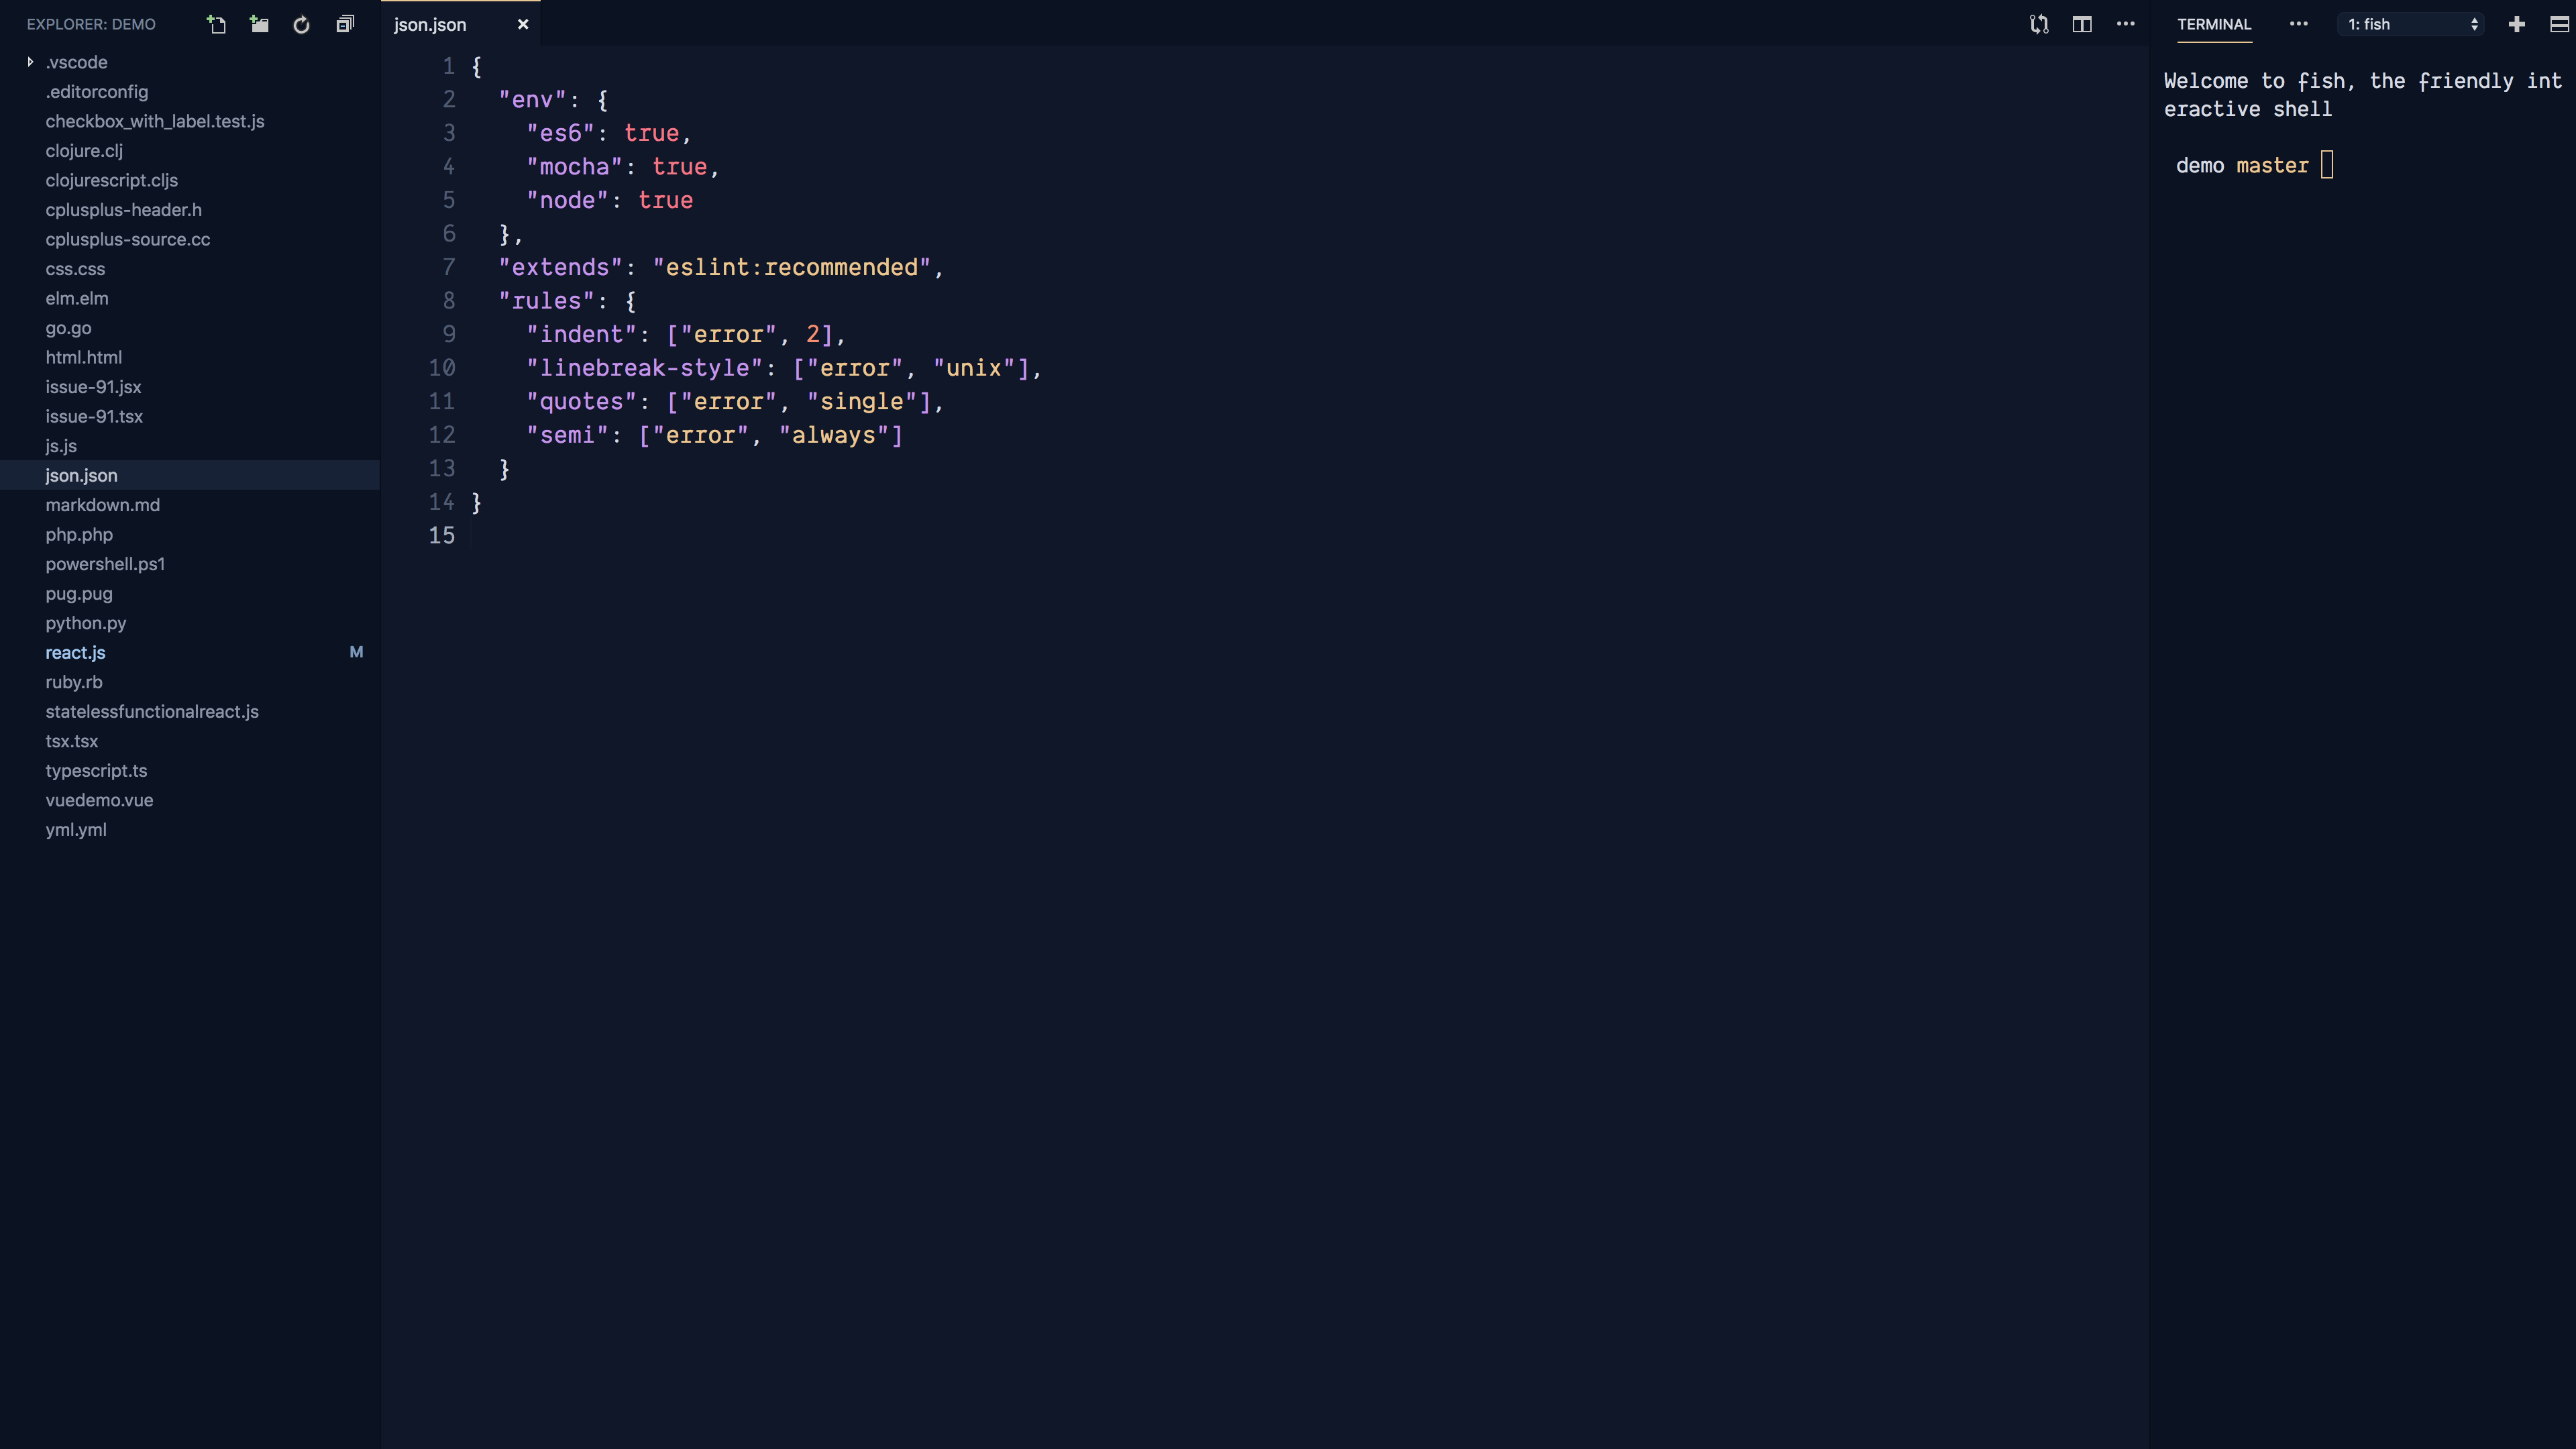 EXPLORER: DEMO
.vscode
.editorconfig
checkbox_with_label.test.js
clojure.clj
clojurescript.cljs
cplusplus-header.h
cplusplus-source.cc
css.css
elm.elm
go.go
html.html
issue-91.jsx
issue-91.tsx
js.js
json.json
markdown.md
php.php
powershell.ps1
pug.pug
python.py
react.js M
ruby.rb
statelessfunctionalreact.js
tsx.tsx
typescript.ts
vuedemo.vue
yml.yml
json.json
1 {
2   "env": {
3     "es6": true,
4     "mocha": true,
5     "node": true
6   },
7   "extends": "eslint:recommended",
8   "rules": {
9     "indent": ["error", 2],
10     "linebreak-style": ["error", "unix"],
11     "quotes": ["error", "single"],
12     "semi": ["error", "always"]
13   }
14 }
15
TERMINAL
1: fish
Welcome to fish, the friendly int
eractive shell
demo master